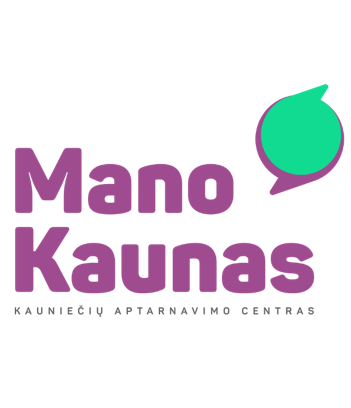 Mano
Kaunas
KAUNIEČIŲ APTARNAVIMO CENTRAS